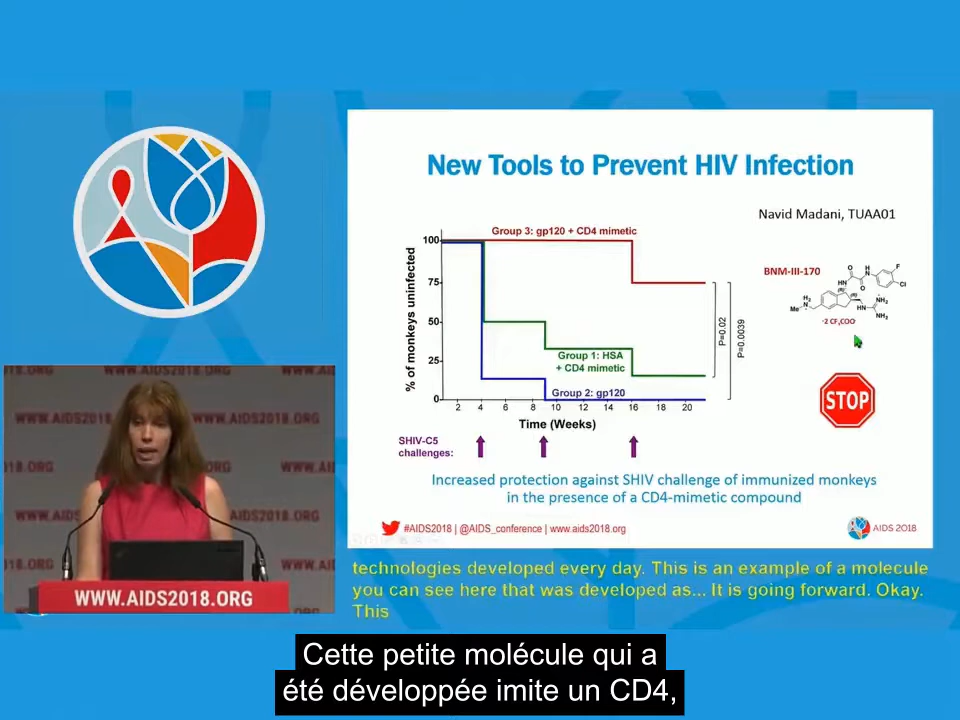 New Tools to Prevent HIV Infection
Navid Madani, TUAA01
Group 3: gp120 + CD4 mimetic
100
75
50
25
0
% of monkeys uninfected
Group 1: HSA
+ CD4 mimetic
Group 2: gp120
2 4 6 8 10 12 14 16 18 20
Time (Weeks)
P=0.02
P=0.0039
SHIV-C5
challenges:
BNM-III-170
STOP
Increased protection against SHIV challenge of immunized monkeys
in the presence of a CD4-mimetic compound
#AIDS2018 | @AIDS_conference | www.aids2018.org
AIDS 2018
WWW.AIDS2018.ORG
technologies developed every day. This is an example of a molecule
you can see here that was developed as... It is going forward. Okay.
This
Cette petite molécule qui a
été développée imite un CD4,